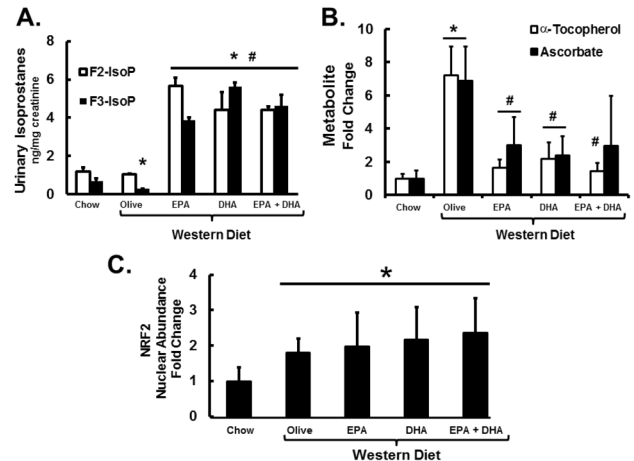 A.
F2-IsoP
F3-IsoP
* #
*
Urinary Isoprostanes
ng/mg creatinine
8
6
4
2
0
Chow
Olive
EPA
DHA
EPA + DHA
Western Diet
B.
α-Tocopherol
Ascorbate
*
#
#
#
Metabolite
Fold Change
10
8
6
4
2
0
Chow
Olive
EPA
DHA
EPA + DHA
Western Diet
C.
*
NRF2
Nuclear Abundance
Fold Change
4
3
2
1
0
Chow
Olive
EPA
DHA
EPA + DHA
Western Diet